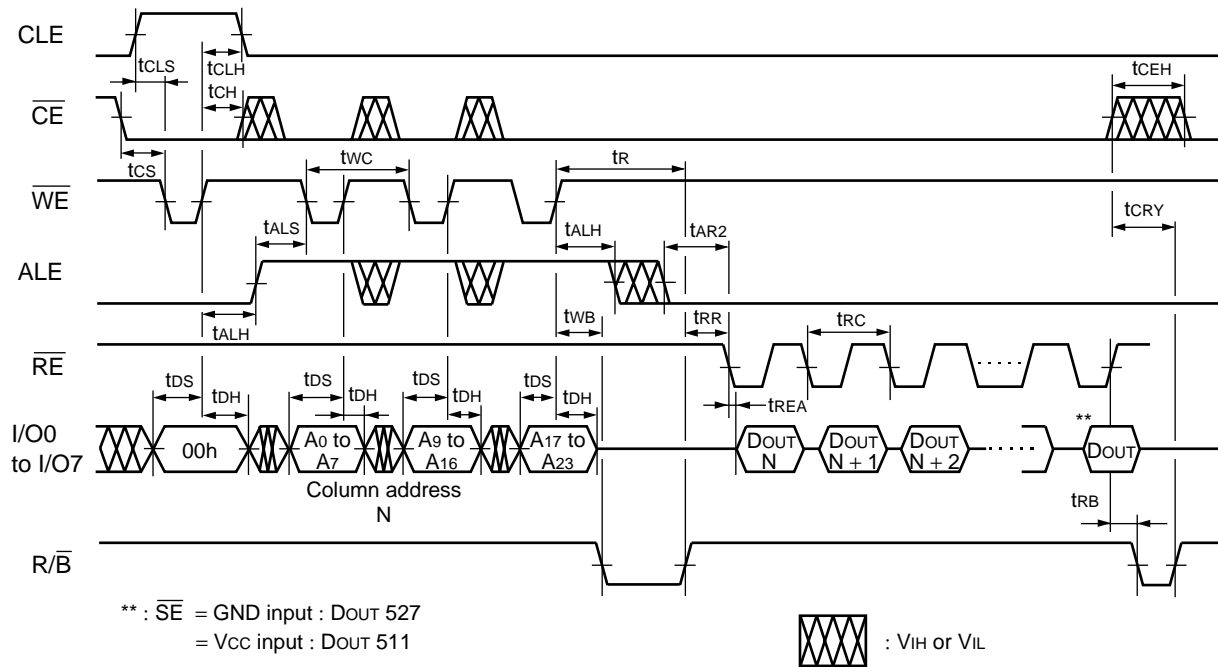 CLE
tCLS
tCLH
tCEH
tCH
CE
tCS
tWC
tR
WE
tCRY
tALS
tALH
tAR2
ALE
tALH
tWB
tRR
tRC
RE
tDS
tDH
tDS
tDH
tDS
tDH
tDS
tDH
tREA
**
I/O0
to I/O7
00h
A0 to
A7
A9 to
A16
A17 to
A23
DOUT
N
DOUT
N + 1
DOUT
N + 2
DOUT
Column address
N
tRB
R/B
** : SE = GND input : DOUT 527
= VCC input : DOUT 511
: VIH or VIL